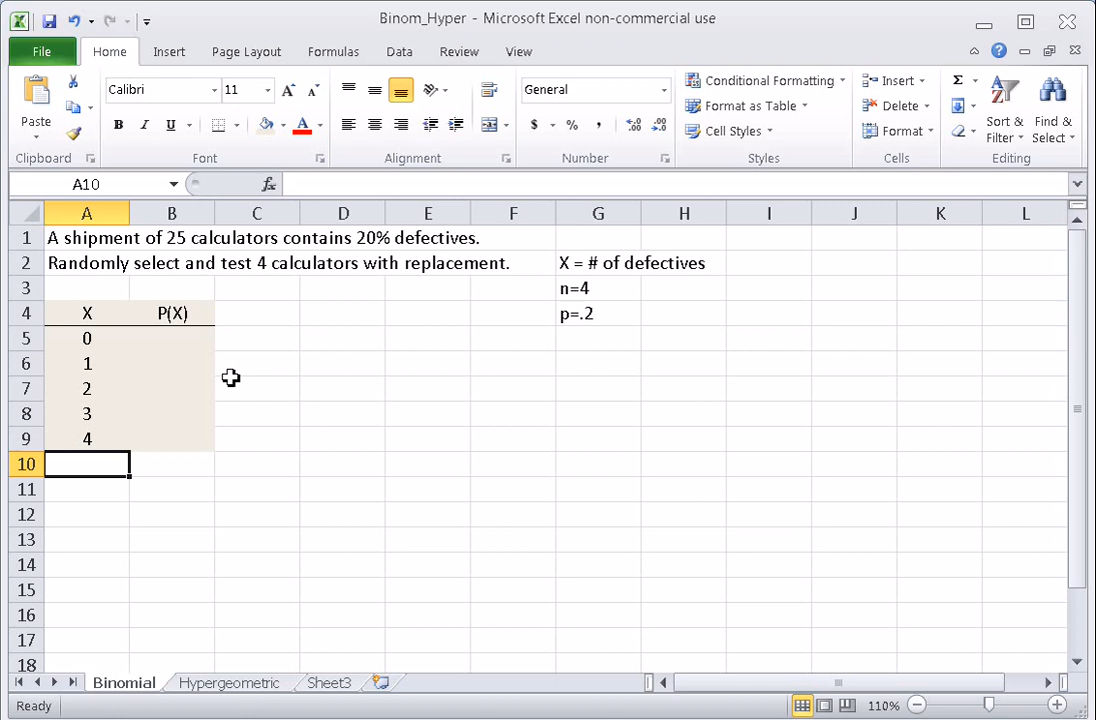 Binom_Hyper - Microsoft Excel non-commercial use
File Home Insert Page Layout Formulas Data Review View
Calibri 11 General Conditional Formatting Insert
Format as Table Delete
Paste Cell Styles Format Sort & Filter Find & Select
Clipboard Font Alignment Number Styles Cells Editing
A10 fx
A B C D E F G H I J K L
1 A shipment of 25 calculators contains 20% defectives.
2 Randomly select and test 4 calculators with replacement. X = # of defectives
3 n=4
4 X P(X) p=.2
5 0
6 1
7 2
8 3
9 4
10
11
12
13
14
15
16
17
18
Binomial Hypergeometric Sheet3
Ready 110%